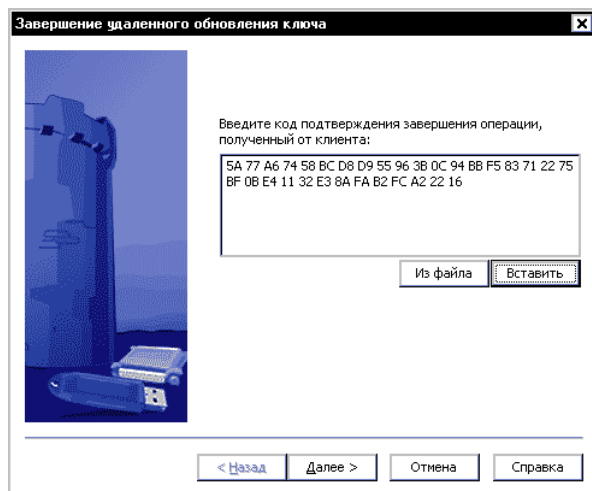 Завершение удаленного обновления ключа
Введите код подтверждения завершения операции,
полученный от клиента:
5A 77 A6 74 58 BC D8 D9 55 96 3B 0C 94 BB F5 83 71 22 75
BF 0B E4 11 32 E3 8A FA B2 FC A2 22 16
Из файла
Вставить
< Назад
Далее >
Отмена
Справка